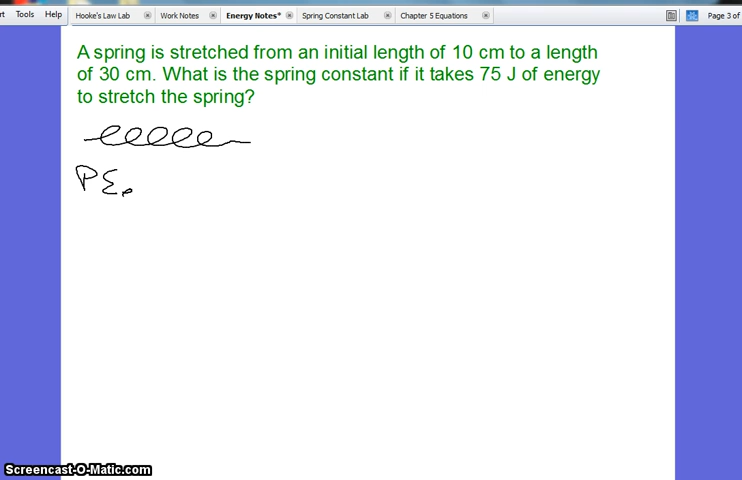 rt Tools Help Hooke's Law Lab Work Notes Energy Notes* Spring Constant Lab Chapter 5 Equations Page 3 of
A spring is stretched from an initial length of 10 cm to a length
of 30 cm. What is the spring constant if it takes 75 J of energy
to stretch the spring?
PEe
Screencast-O-Matic.com